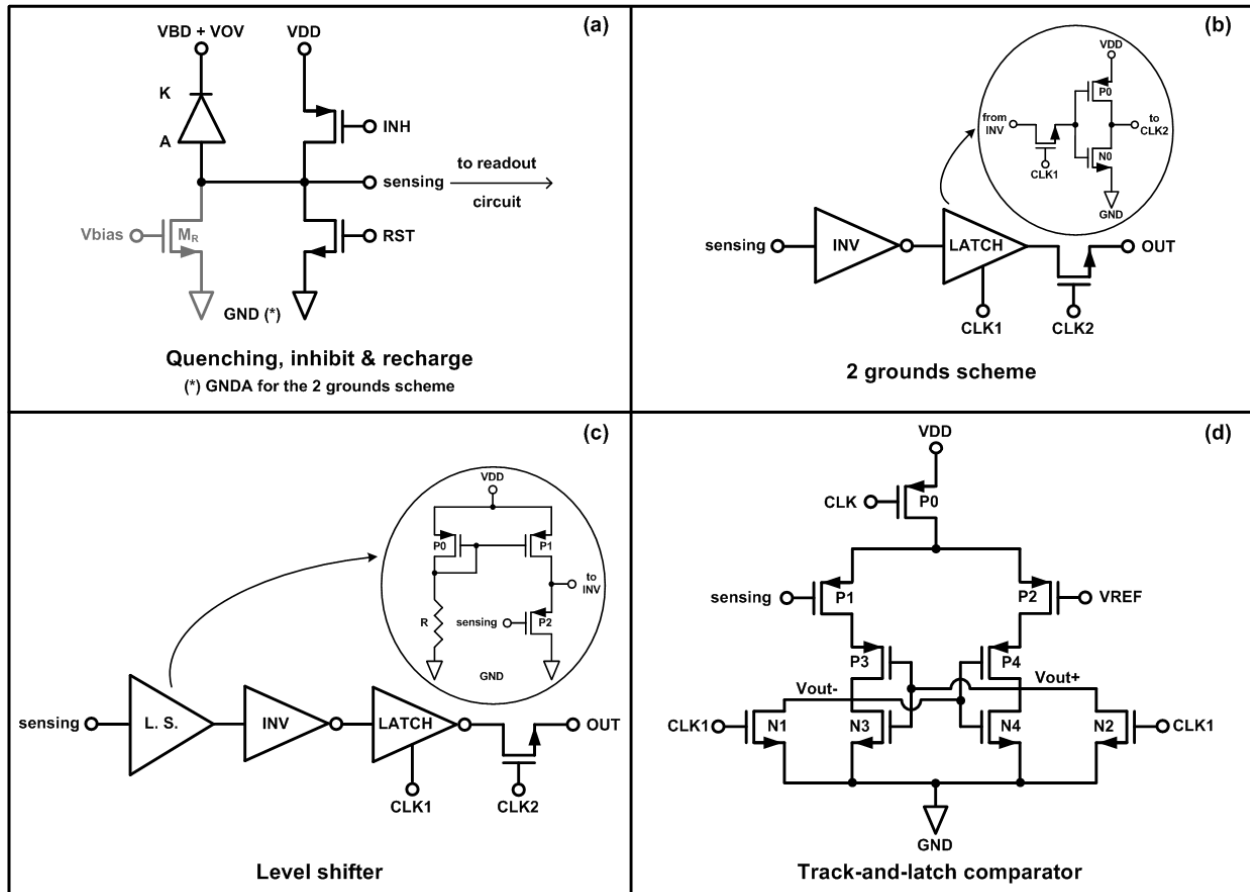 (a)
VBD + VOV
VDD
K
A
INH
sensing
to readout
circuit
Vbias
MR
RST
GND (*)
Quenching, inhibit & recharge
(*) GNDA for the 2 grounds scheme
(b)
VDD
P0
from
INV
to
CLK2
CLK1
N0
GND
sensing
INV
LATCH
OUT
CLK1
CLK2
2 grounds scheme
(c)
VDD
P0
P1
to
INV
R
sensing
P2
GND
sensing
L. S.
INV
LATCH
OUT
CLK1
CLK2
Level shifter
(d)
VDD
CLK
P0
sensing
P1
P2
VREF
P3
P4
Vout-
Vout+
CLK1
N1
N3
N4
N2
CLK1
GND
Track-and-latch comparator